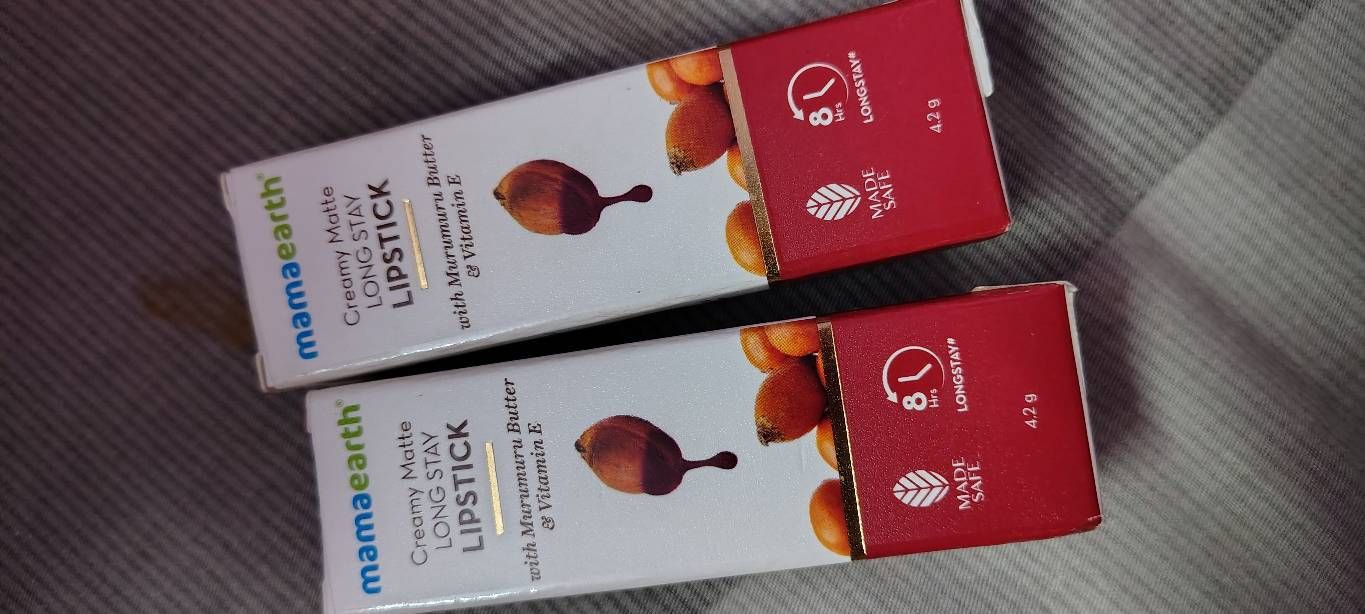 mamaearth®
Creamy Matte
LONG STAY
LIPSTICK
with Murumuru Butter
& Vitamin E
MADE
SAFE
8
Hrs
LONGSTAY#
4.2 g
mamaearth®
Creamy Matte
LONG STAY
LIPSTICK
with Murumuru Butter
& Vitamin E
MADE
SAFE
8
Hrs
LONGSTAY#
4.2 g